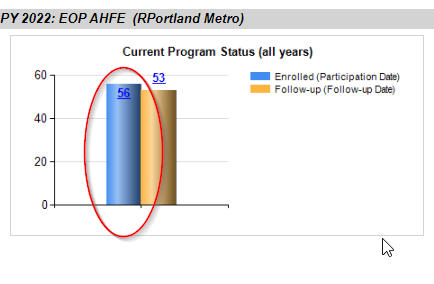 PY 2022: EOP AHFE (RPortland Metro)
Current Program Status (all years)
60
40
20
0
56
53
Enrolled (Participation Date)
Follow-up (Follow-up Date)